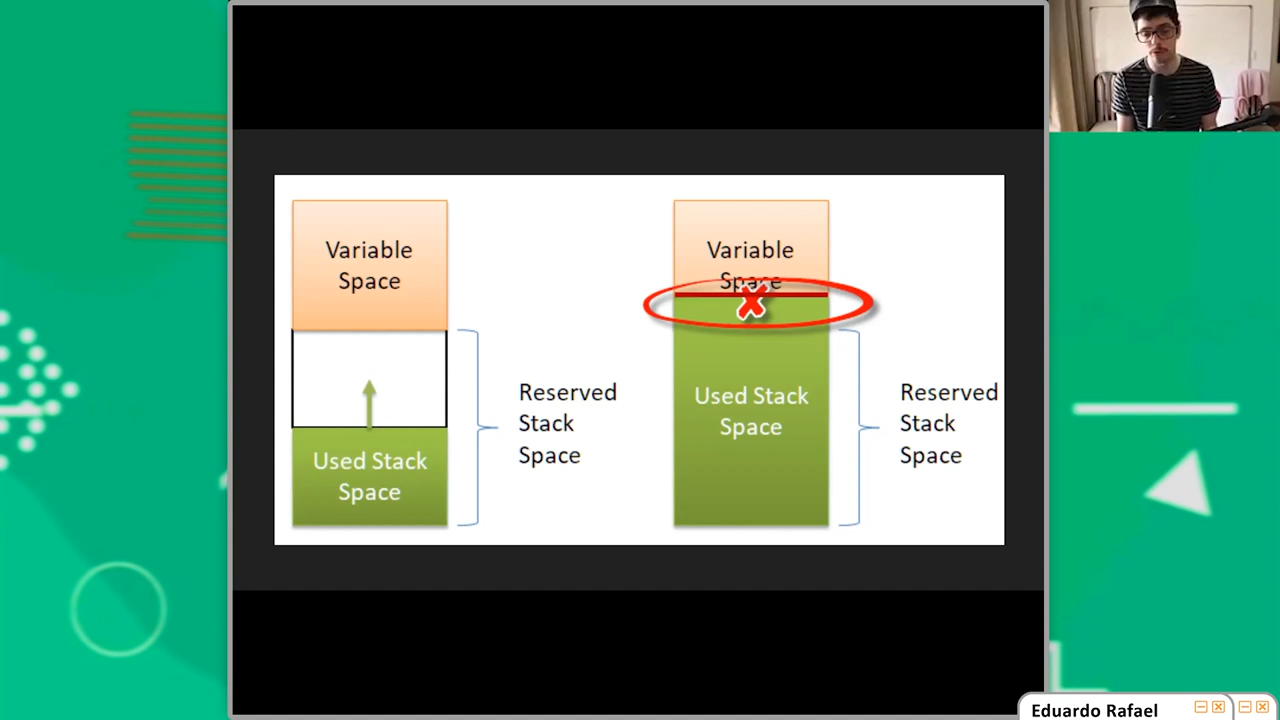 Variable
Space
Used Stack
Space
Reserved
Stack
Space
Variable
Space
Used Stack
Space
Reserved
Stack
Space
Eduardo Rafael